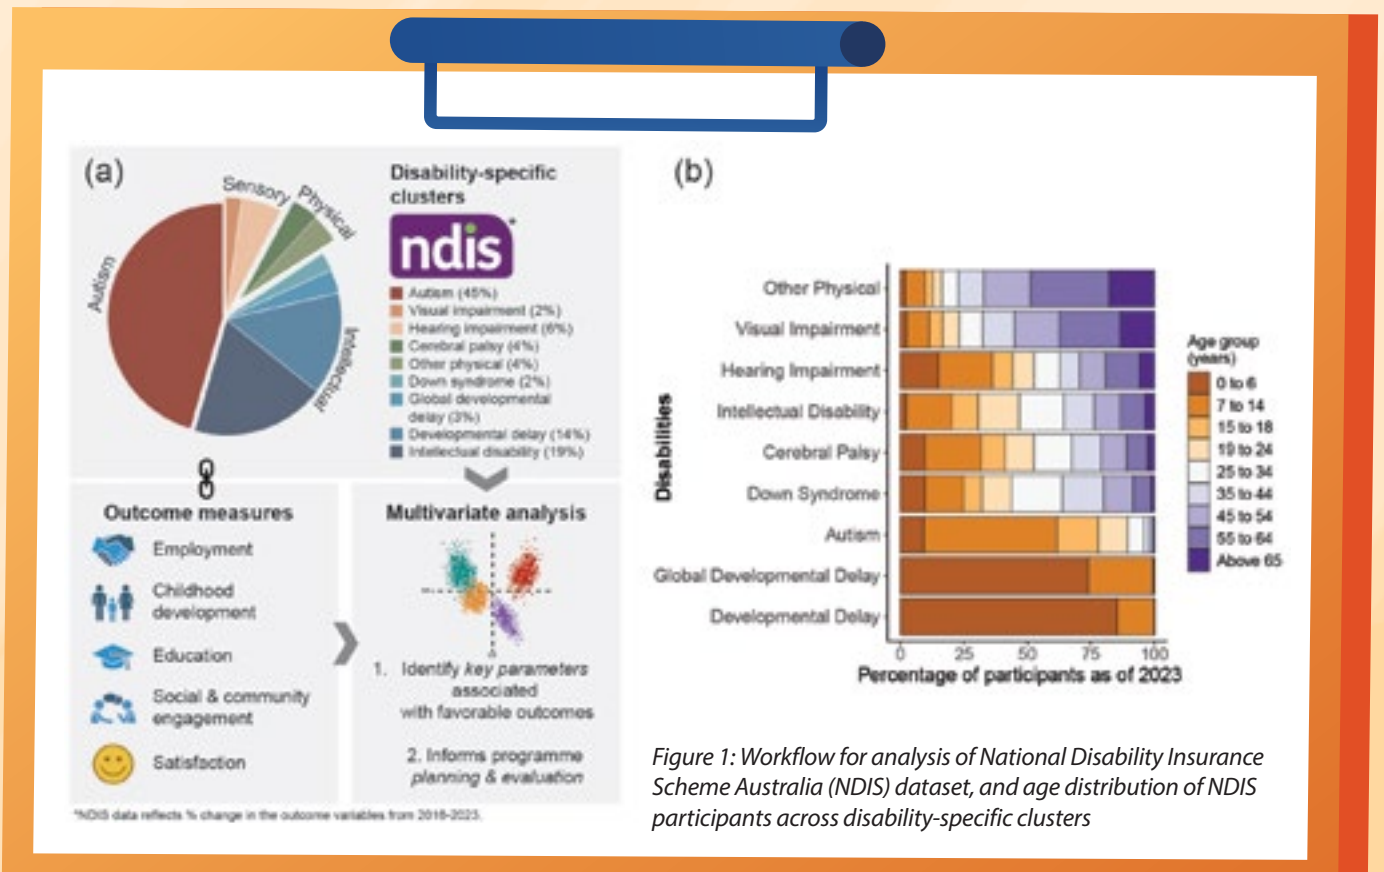 (a)
Sensory
Physical
Autism
Intellectual
Disability-specific
clusters
ndis*
Autism (45%)
Visual impairment (2%)
Hearing impairment (6%)
Cerebral palsy (4%)
Other physical (4%)
Down syndrome (2%)
Global developmental
delay (3%)
Developmental delay (14%)
Intellectual disability (19%)
Outcome measures
Employment
Childhood
development
Education
Social & community
engagement
Satisfaction
Multivariate analysis
1. Identify key parameters
associated
with favorable outcomes
2. Informs programme
planning & evaluation
*NDIS data reflects % change in the outcome variables from 2018-2023.
(b)
Disabilities
Other Physical
Visual Impairment
Hearing Impairment
Intellectual Disability
Cerebral Palsy
Down Syndrome
Autism
Global Developmental Delay
Developmental Delay
0 25 50 75 100
Percentage of participants as of 2023
Age group
(years)
0 to 6
7 to 14
15 to 18
19 to 24
25 to 34
35 to 44
45 to 54
55 to 64
Above 65
Figure 1: Workflow for analysis of National Disability Insurance
Scheme Australia (NDIS) dataset, and age distribution of NDIS
participants across disability-specific clusters